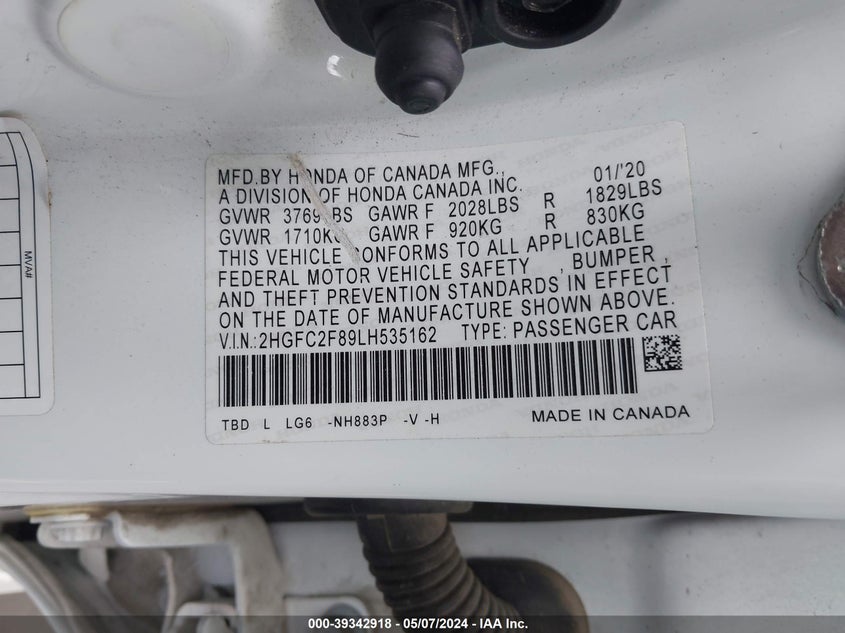 MVA#
MFD.BY HONDA OF CANADA MFG., 01/'20
A DIVISION OF HONDA CANADA INC.
GVWR 3769LBS GAWR F 2028LBS R 1829LBS
GVWR 1710KG GAWR F 920KG R 830KG
THIS VEHICLE CONFORMS TO ALL APPLICABLE
FEDERAL MOTOR VEHICLE SAFETY , BUMPER ,
AND THEFT PREVENTION STANDARDS IN EFFECT
ON THE DATE OF MANUFACTURE SHOWN ABOVE.
V.I.N.:2HGFC2F89LH535162 TYPE: PASSENGER CAR
TBD L LG6 -NH883P -V -H MADE IN CANADA
000-39342918 - 05/07/2024 - IAA Inc.